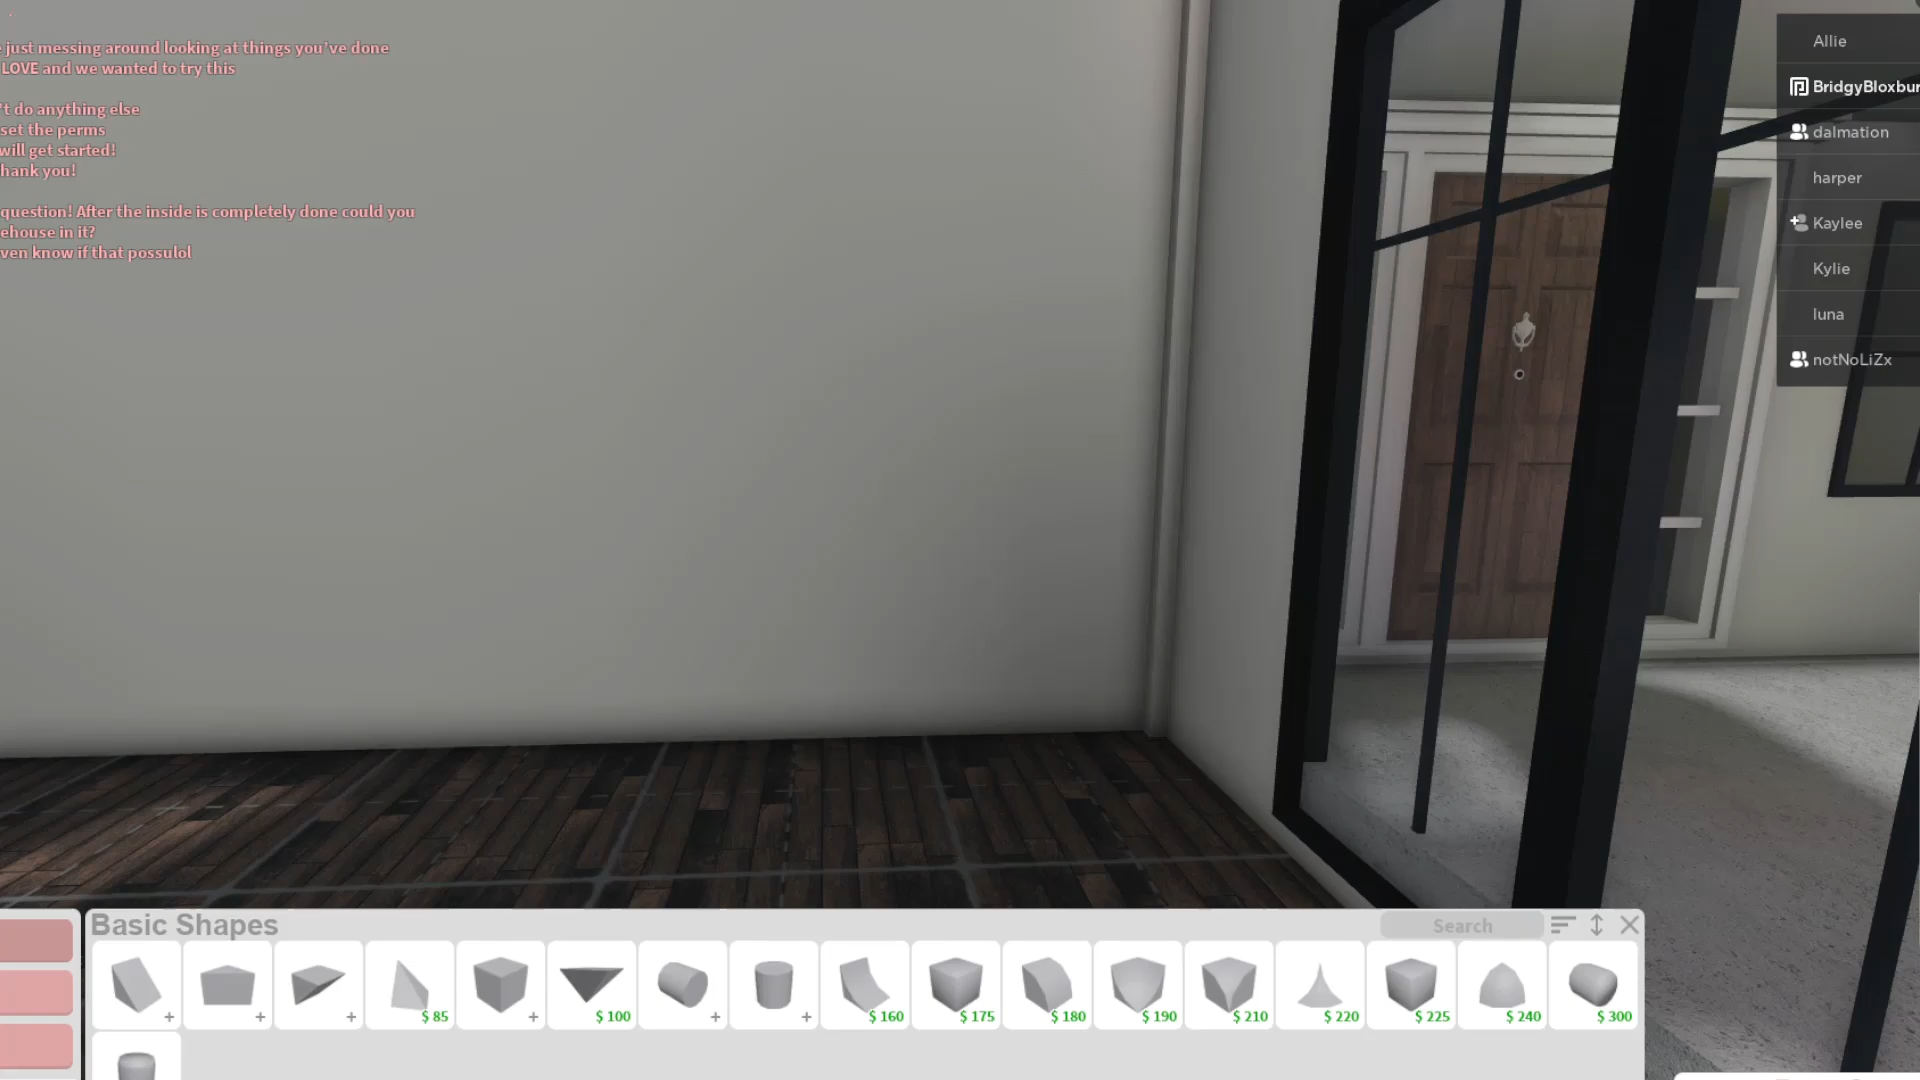 just messing around looking at things you've done
LOVE and we wanted to try this
't do anything else
set the perms
will get started!
hank you!
question! After the inside is completely done could you
ehouse in it?
ven know if that possulol
Allie
BridgyBloxbur
dalmation
harper
Kaylee
Kylie
luna
notNoLiZx
Basic Shapes
Search
+
+
+
$ 85
+
$ 100
+
+
$ 160
$ 175
$ 180
$ 190
$ 210
$ 220
$ 225
$ 240
$ 300